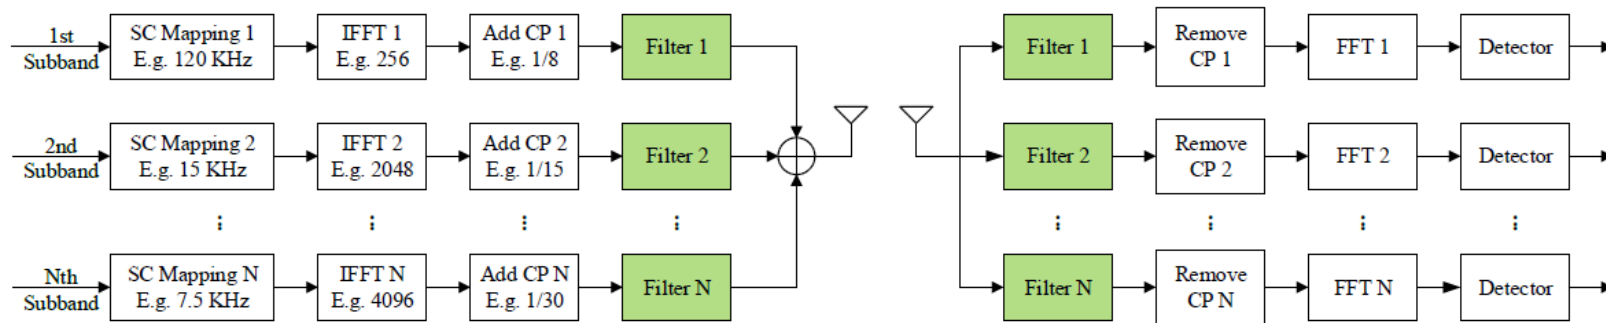 1st
Subband
SC Mapping 1
E.g. 120 KHz
IFFT 1
E.g. 256
Add CP 1
E.g. 1/8
Filter 1
Filter 1
Remove
CP 1
FFT 1
Detector
2nd
Subband
SC Mapping 2
E.g. 15 KHz
IFFT 2
E.g. 2048
Add CP 2
E.g. 1/15
Filter 2
Filter 2
Remove
CP 2
FFT 2
Detector
Nth
Subband
SC Mapping N
E.g. 7.5 KHz
IFFT N
E.g. 4096
Add CP N
E.g. 1/30
Filter N
Filter N
Remove
CP N
FFT N
Detector